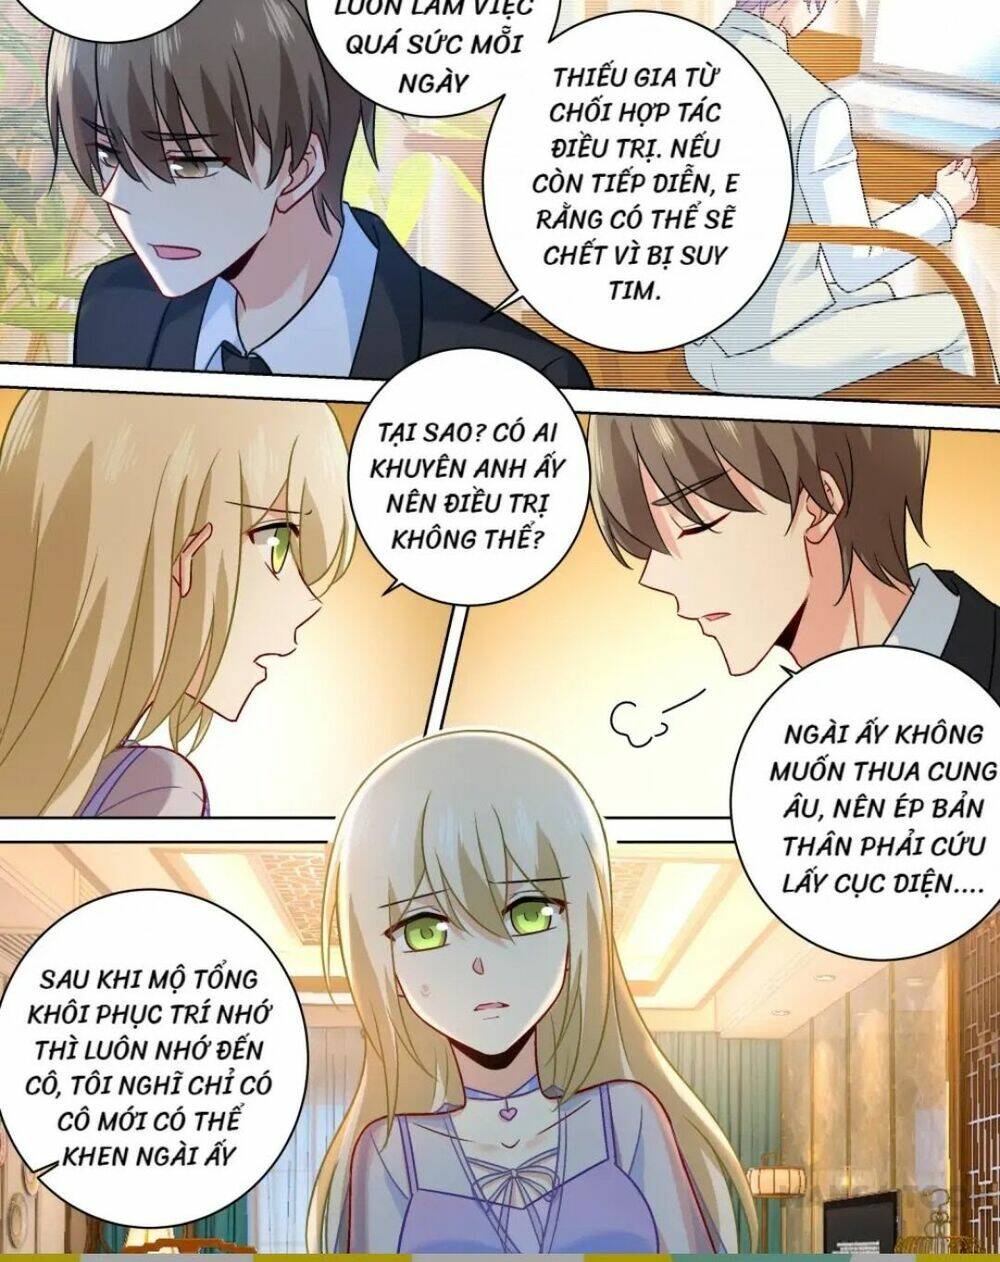 LUÔN LÀM VIỆC
QUÁ SỨC MỖI
NGÀY
THIẾU GIA TỪ
CHỐI HỢP TÁC
ĐIỀU TRỊ. NẾU
CÒN TIẾP DIỄN, E
RẰNG CÓ THỂ SẼ
CHẾT VÌ BỊ SUY
TIM.
TẠI SAO? CÓ AI
KHUYÊN ANH ẤY
NÊN ĐIỀU TRỊ
KHÔNG THỂ?
NGÀI ẤY KHÔNG
MUỐN THUA CUNG
ÂU, NÊN ÉP BẢN
THÂN PHẢI CỨU
LẤY CỤC DIỆN....
SAU KHI MỘ TỔNG
KHÔI PHỤC TRÍ NHỚ
THÌ LUÔN NHỚ ĐẾN
CÔ, TÔI NGHĨ CHỈ CÓ
CÔ MỚI CÓ THỂ
KHEN NGÀI ẤY